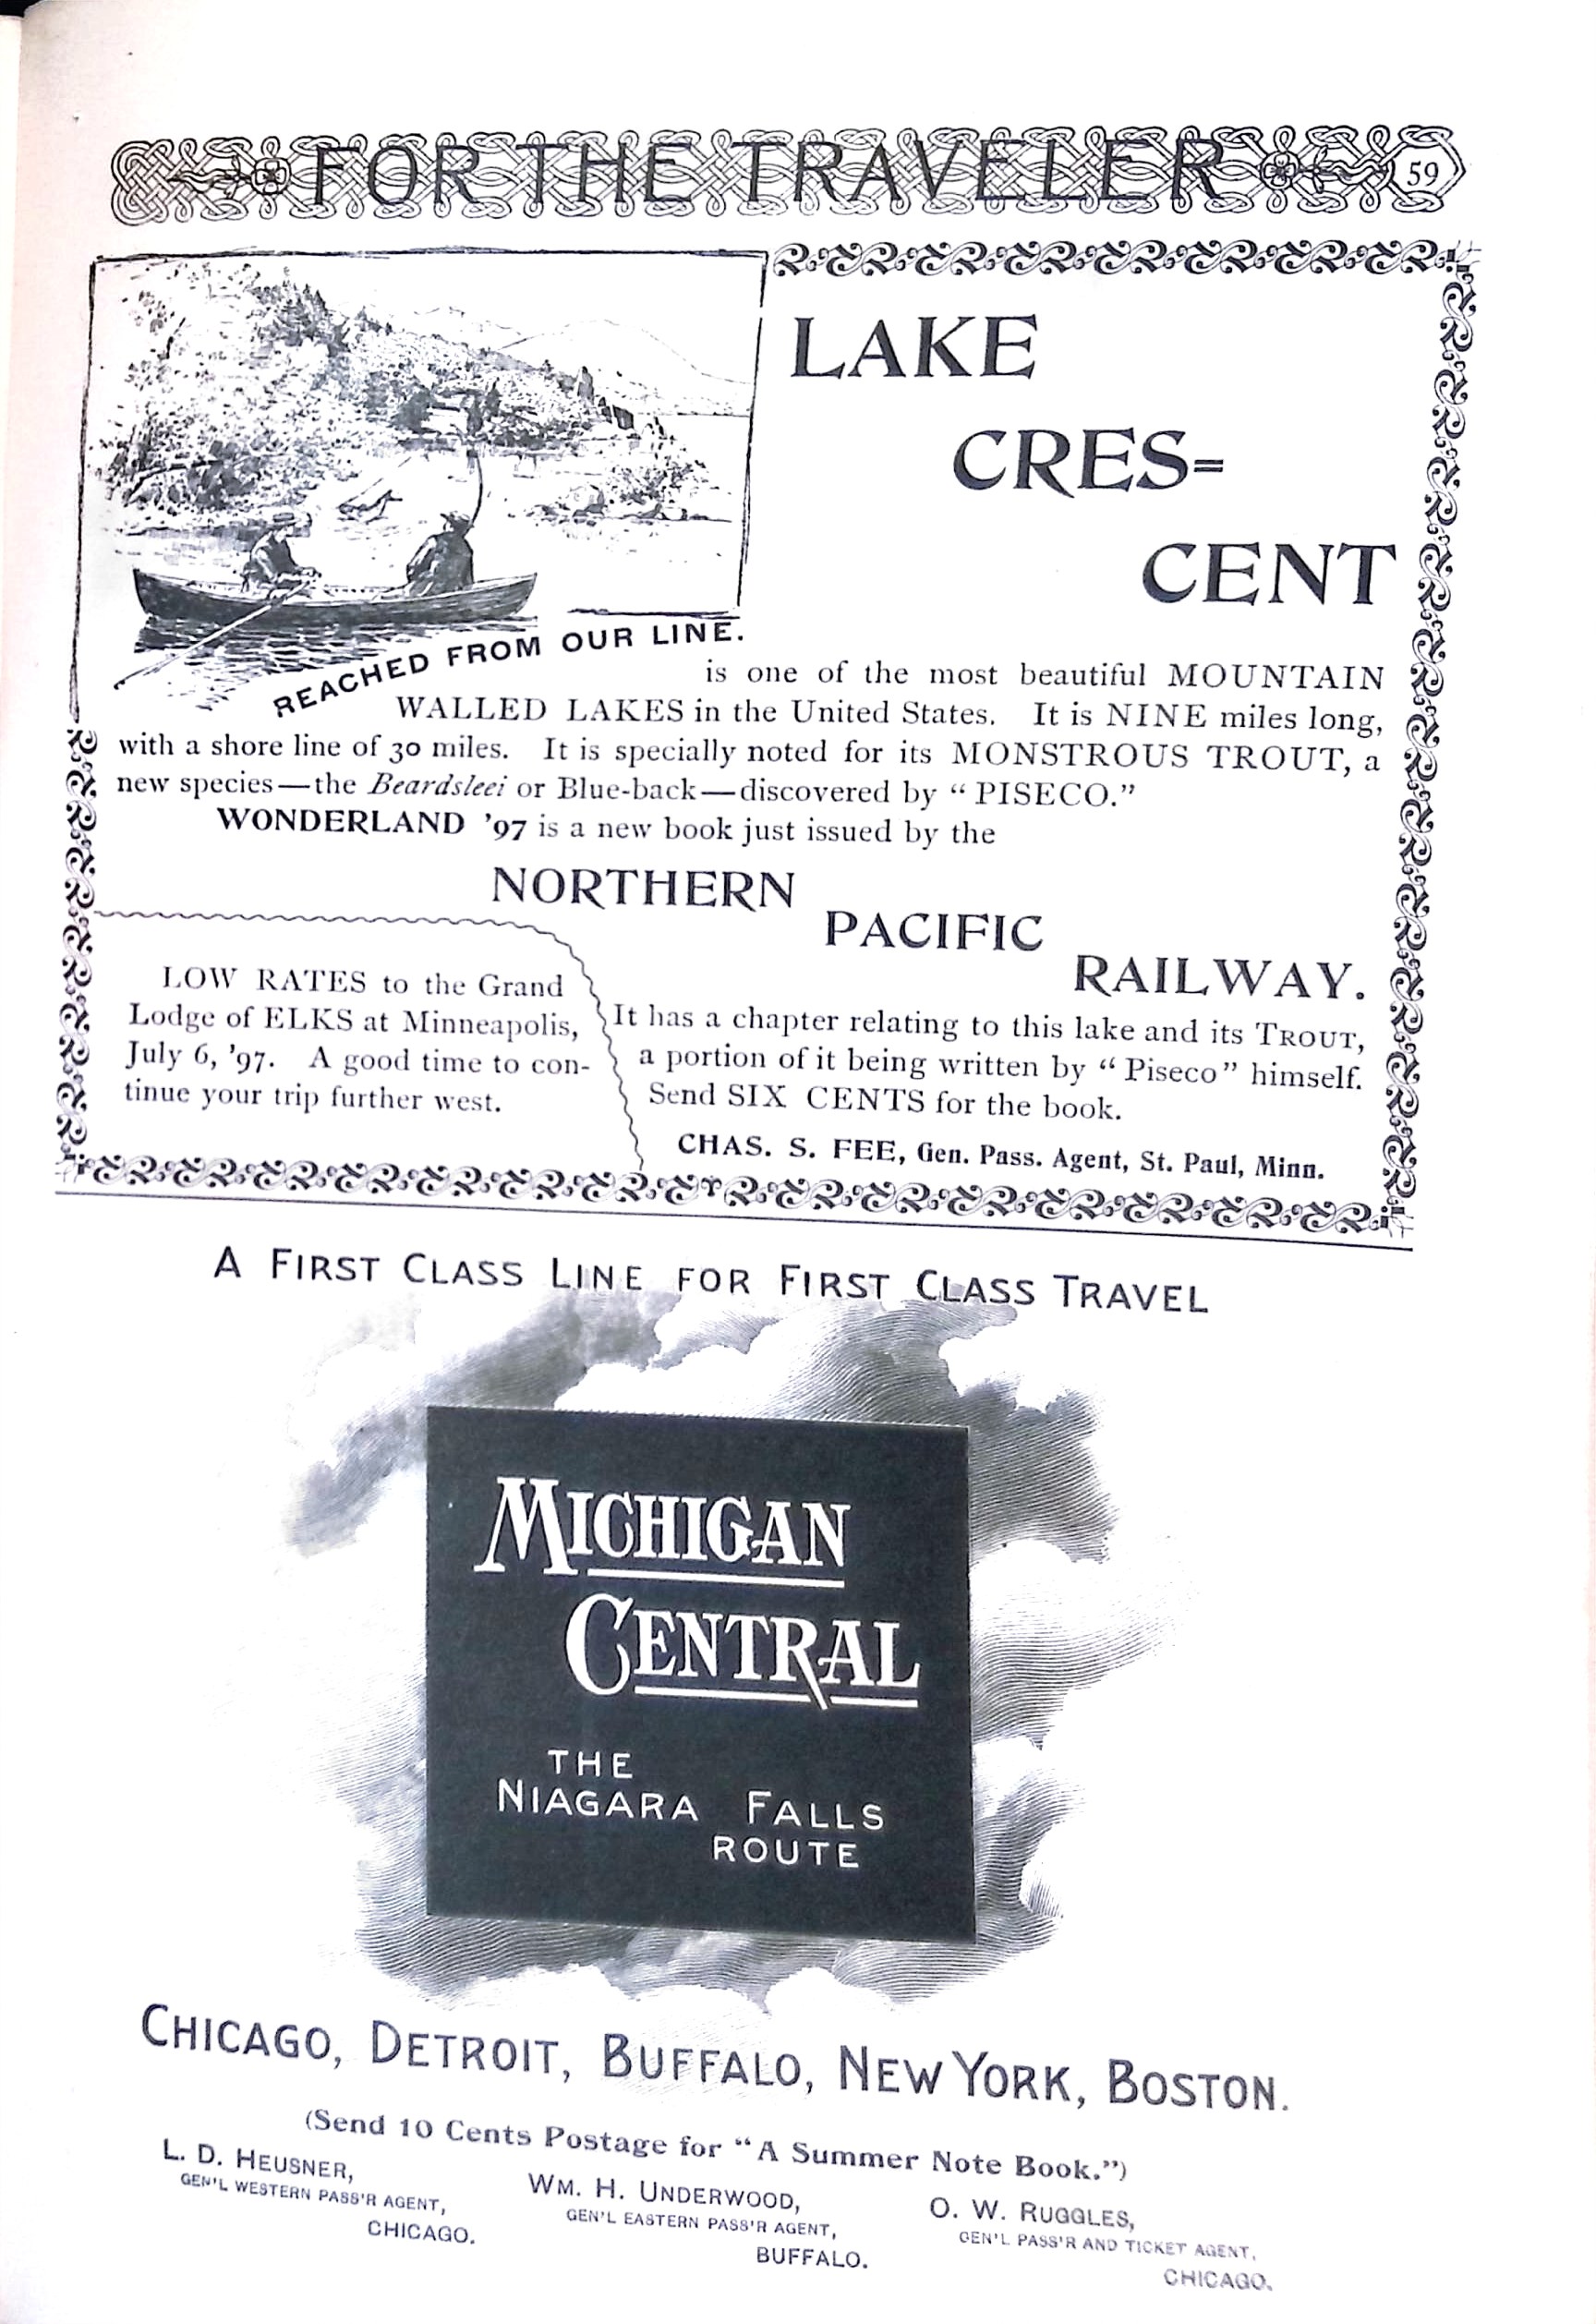 FOR THE TRAVELER
59
LAKE
CRES=
CENT
REACHED FROM OUR LINE.
is one of the most beautiful MOUNTAIN
WALLED LAKES in the United States. It is NINE miles long,
with a shore line of 30 miles. It is specially noted for its MONSTROUS TROUT, a
new species—the Beardsleei or Blue-back—discovered by “PISECO.”
WONDERLAND ’97 is a new book just issued by the
NORTHERN
PACIFIC
RAILWAY.
LOW RATES to the Grand
Lodge of ELKS at Minneapolis,
July 6, ’97. A good time to con-
tinue your trip further west.
It has a chapter relating to this lake and its TROUT,
a portion of it being written by “Piseco” himself.
Send SIX CENTS for the book.
CHAS. S. FEE, Gen. Pass. Agent, St. Paul, Minn.
A FIRST CLASS LINE FOR FIRST CLASS TRAVEL
MICHIGAN
CENTRAL
THE
NIAGARA FALLS
ROUTE
CHICAGO, DETROIT, BUFFALO, NEW YORK, BOSTON.
(Send 10 Cents Postage for “A Summer Note Book.”)
L. D. HEUSNER,
GEN'L WESTERN PASS'R AGENT,
CHICAGO.
WM. H. UNDERWOOD,
GEN'L EASTERN PASS'R AGENT,
BUFFALO.
O. W. RUGGLES,
GEN'L PASS'R AND TICKET AGENT,
CHICAGO.